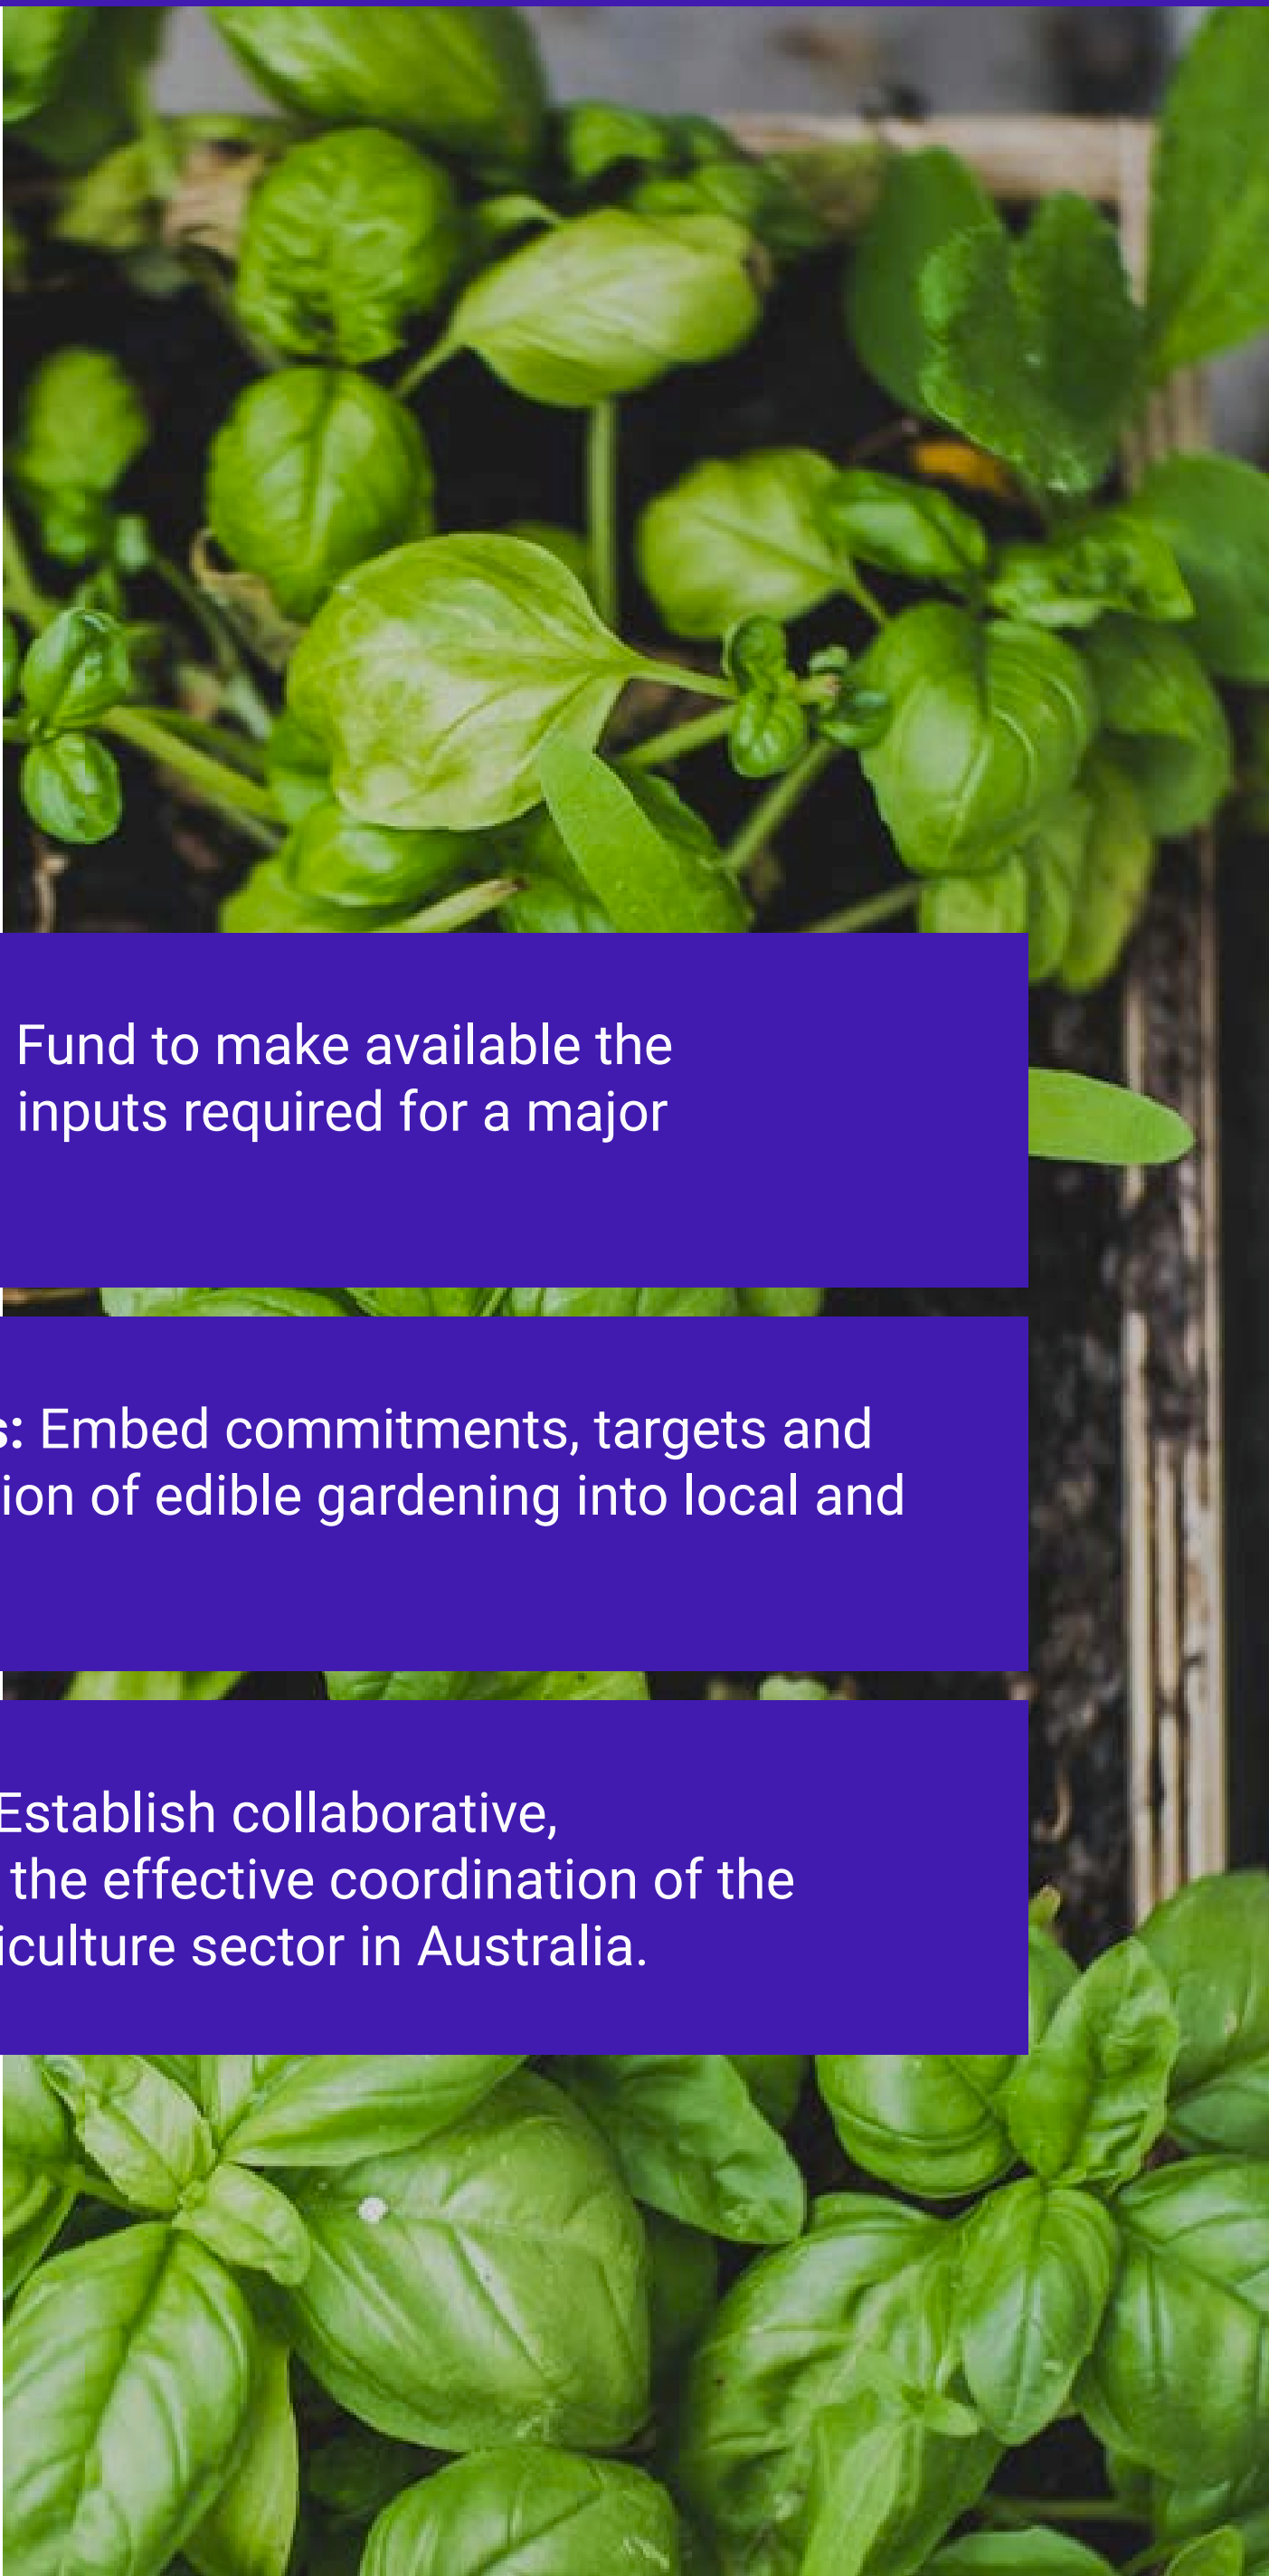 Fund to make available the
inputs required for a major
s: Embed commitments, targets and
ion of edible gardening into local and
Establish collaborative,
the effective coordination of the
iculture sector in Australia.